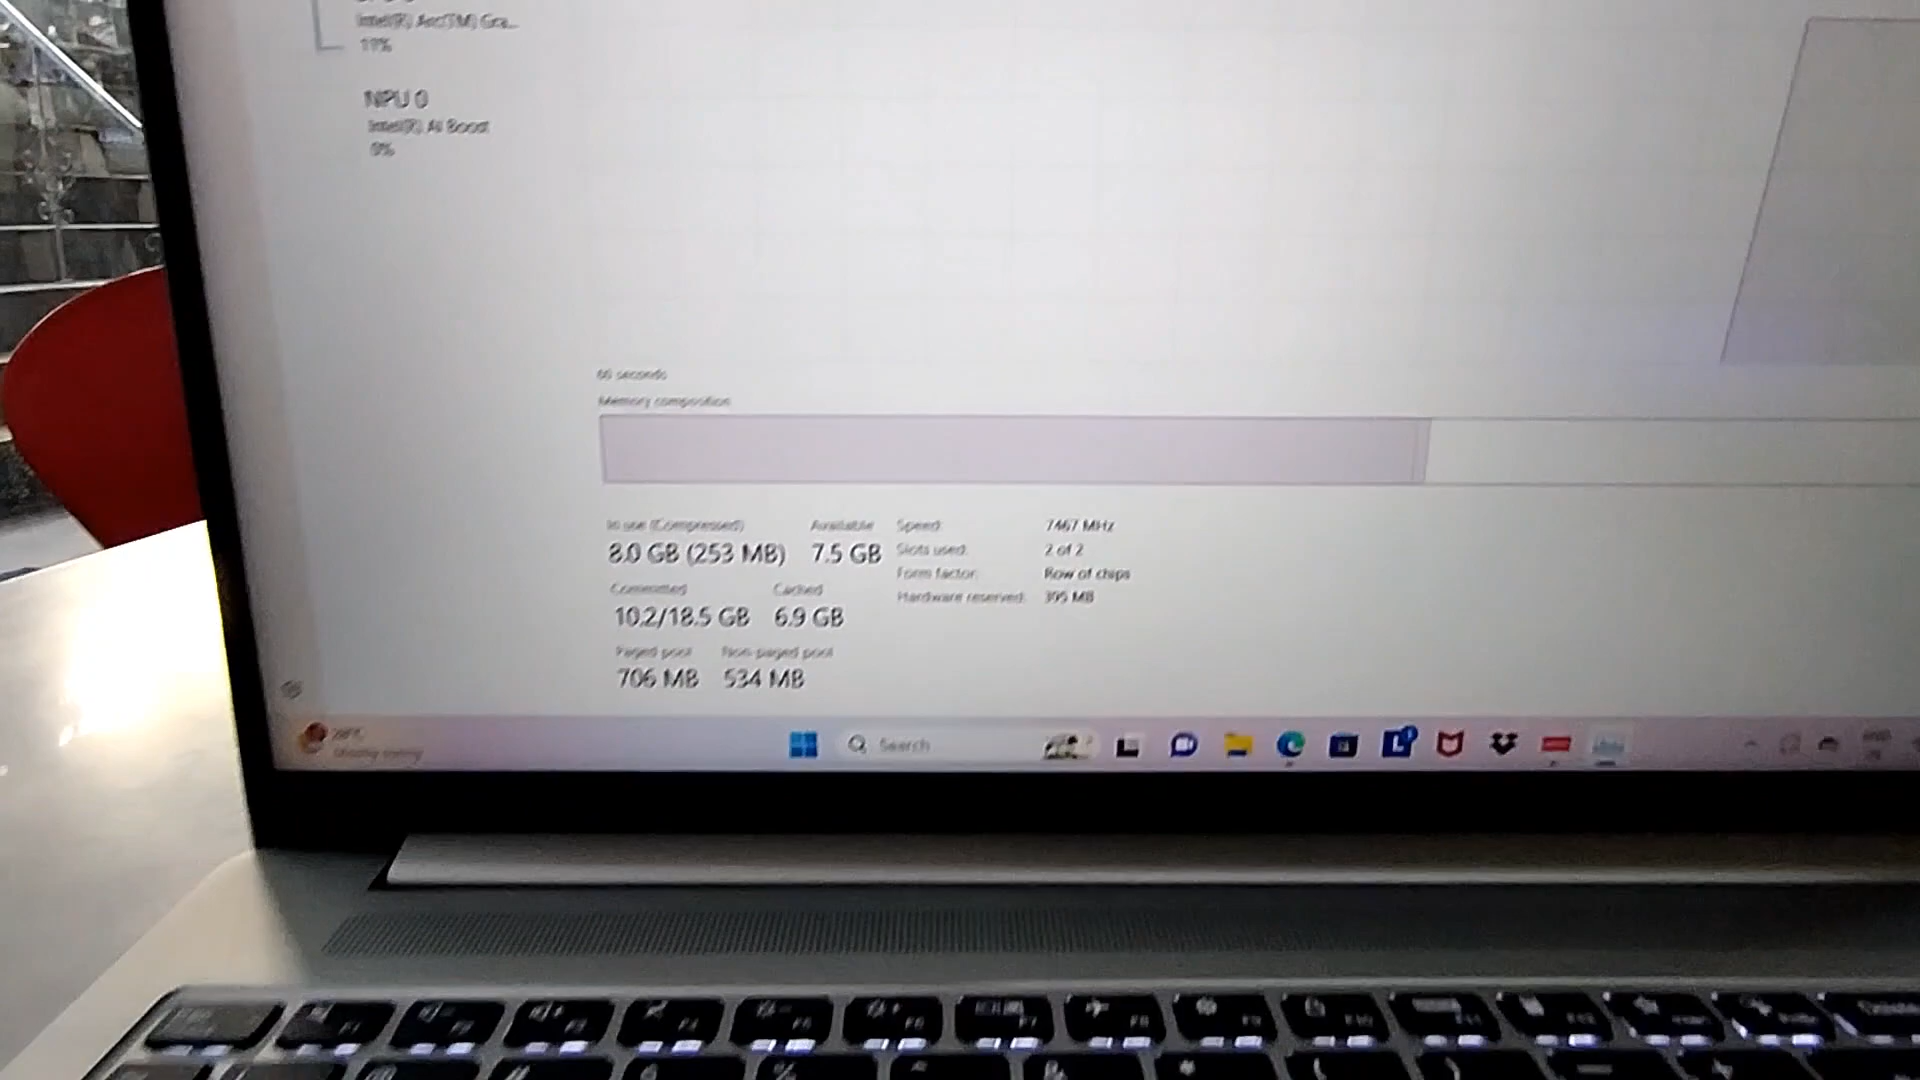 Intel(R) Arc(TM) Gra...
11%
NPU 0
Intel(R) AI Boost
0%
60 seconds
Memory composition
In use (Compressed) Available Speed: 7467 MHz
8.0 GB (253 MB) 7.5 GB Slots used: 2 of 2
Form factor: Row of chips
Committed Cached Hardware reserved: 395 MB
10.2/18.5 GB 6.9 GB
Paged pool Non-paged pool
706 MB 534 MB
Search